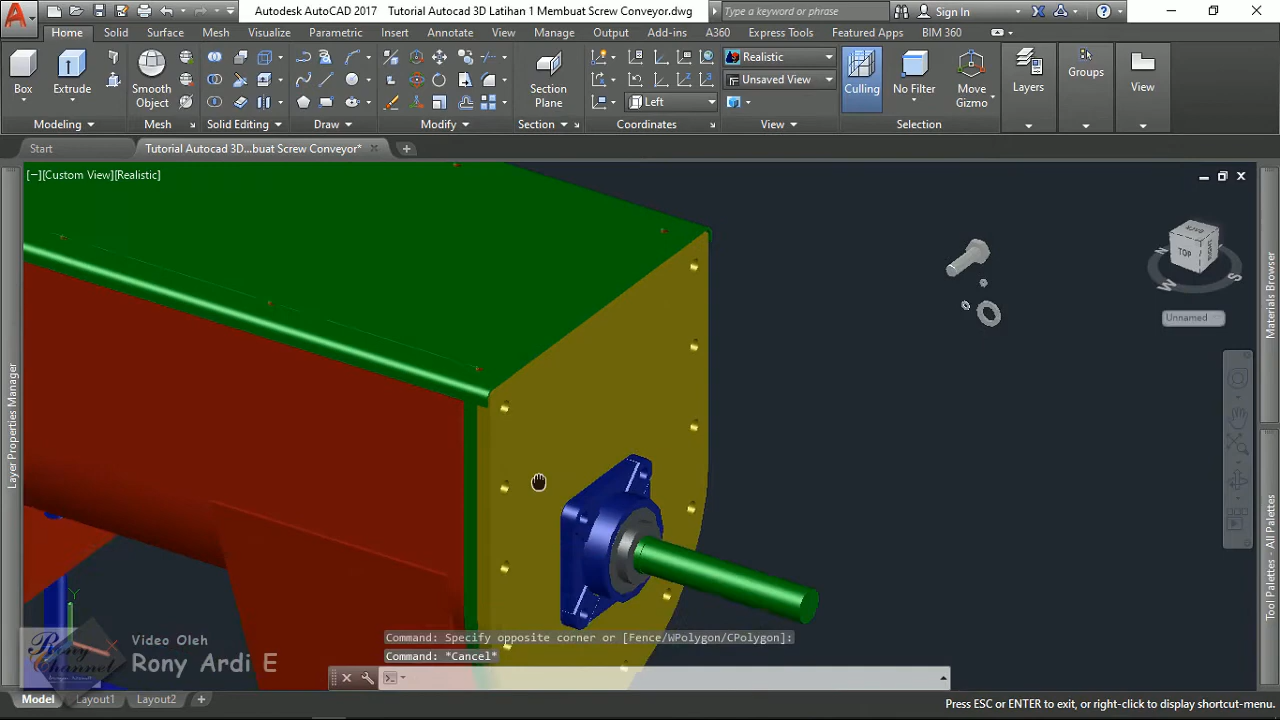 Autodesk AutoCAD 2017 Tutorial Autocad 3D Latihan 1 Membuat Screw Conveyor.dwg
Type a keyword or phrase
Sign In
Home Solid Surface Mesh Visualize Parametric Insert Annotate View Manage Output Add-ins A360 Express Tools Featured Apps BIM 360
Box Extrude Smooth Object Section Plane Realistic Unsaved View Left Culling No Filter Move Gizmo Layers Groups View
Modeling Mesh Solid Editing Draw Modify Section Coordinates View Selection
Start Tutorial Autocad 3D...buat Screw Conveyor* 
[−][Custom View][Realistic]
TOP
W
S
Unnamed
Layer Properties Manager
Materials Browser
Tool Palettes - All Palettes
Y
Command: Specify opposite corner or [Fence/WPolygon/CPolygon]:
Command: *Cancel*
Video Oleh
Rony Ardi E
Rony Channel
Model Layout1 Layout2 +
Press ESC or ENTER to exit, or right-click to display shortcut-menu.